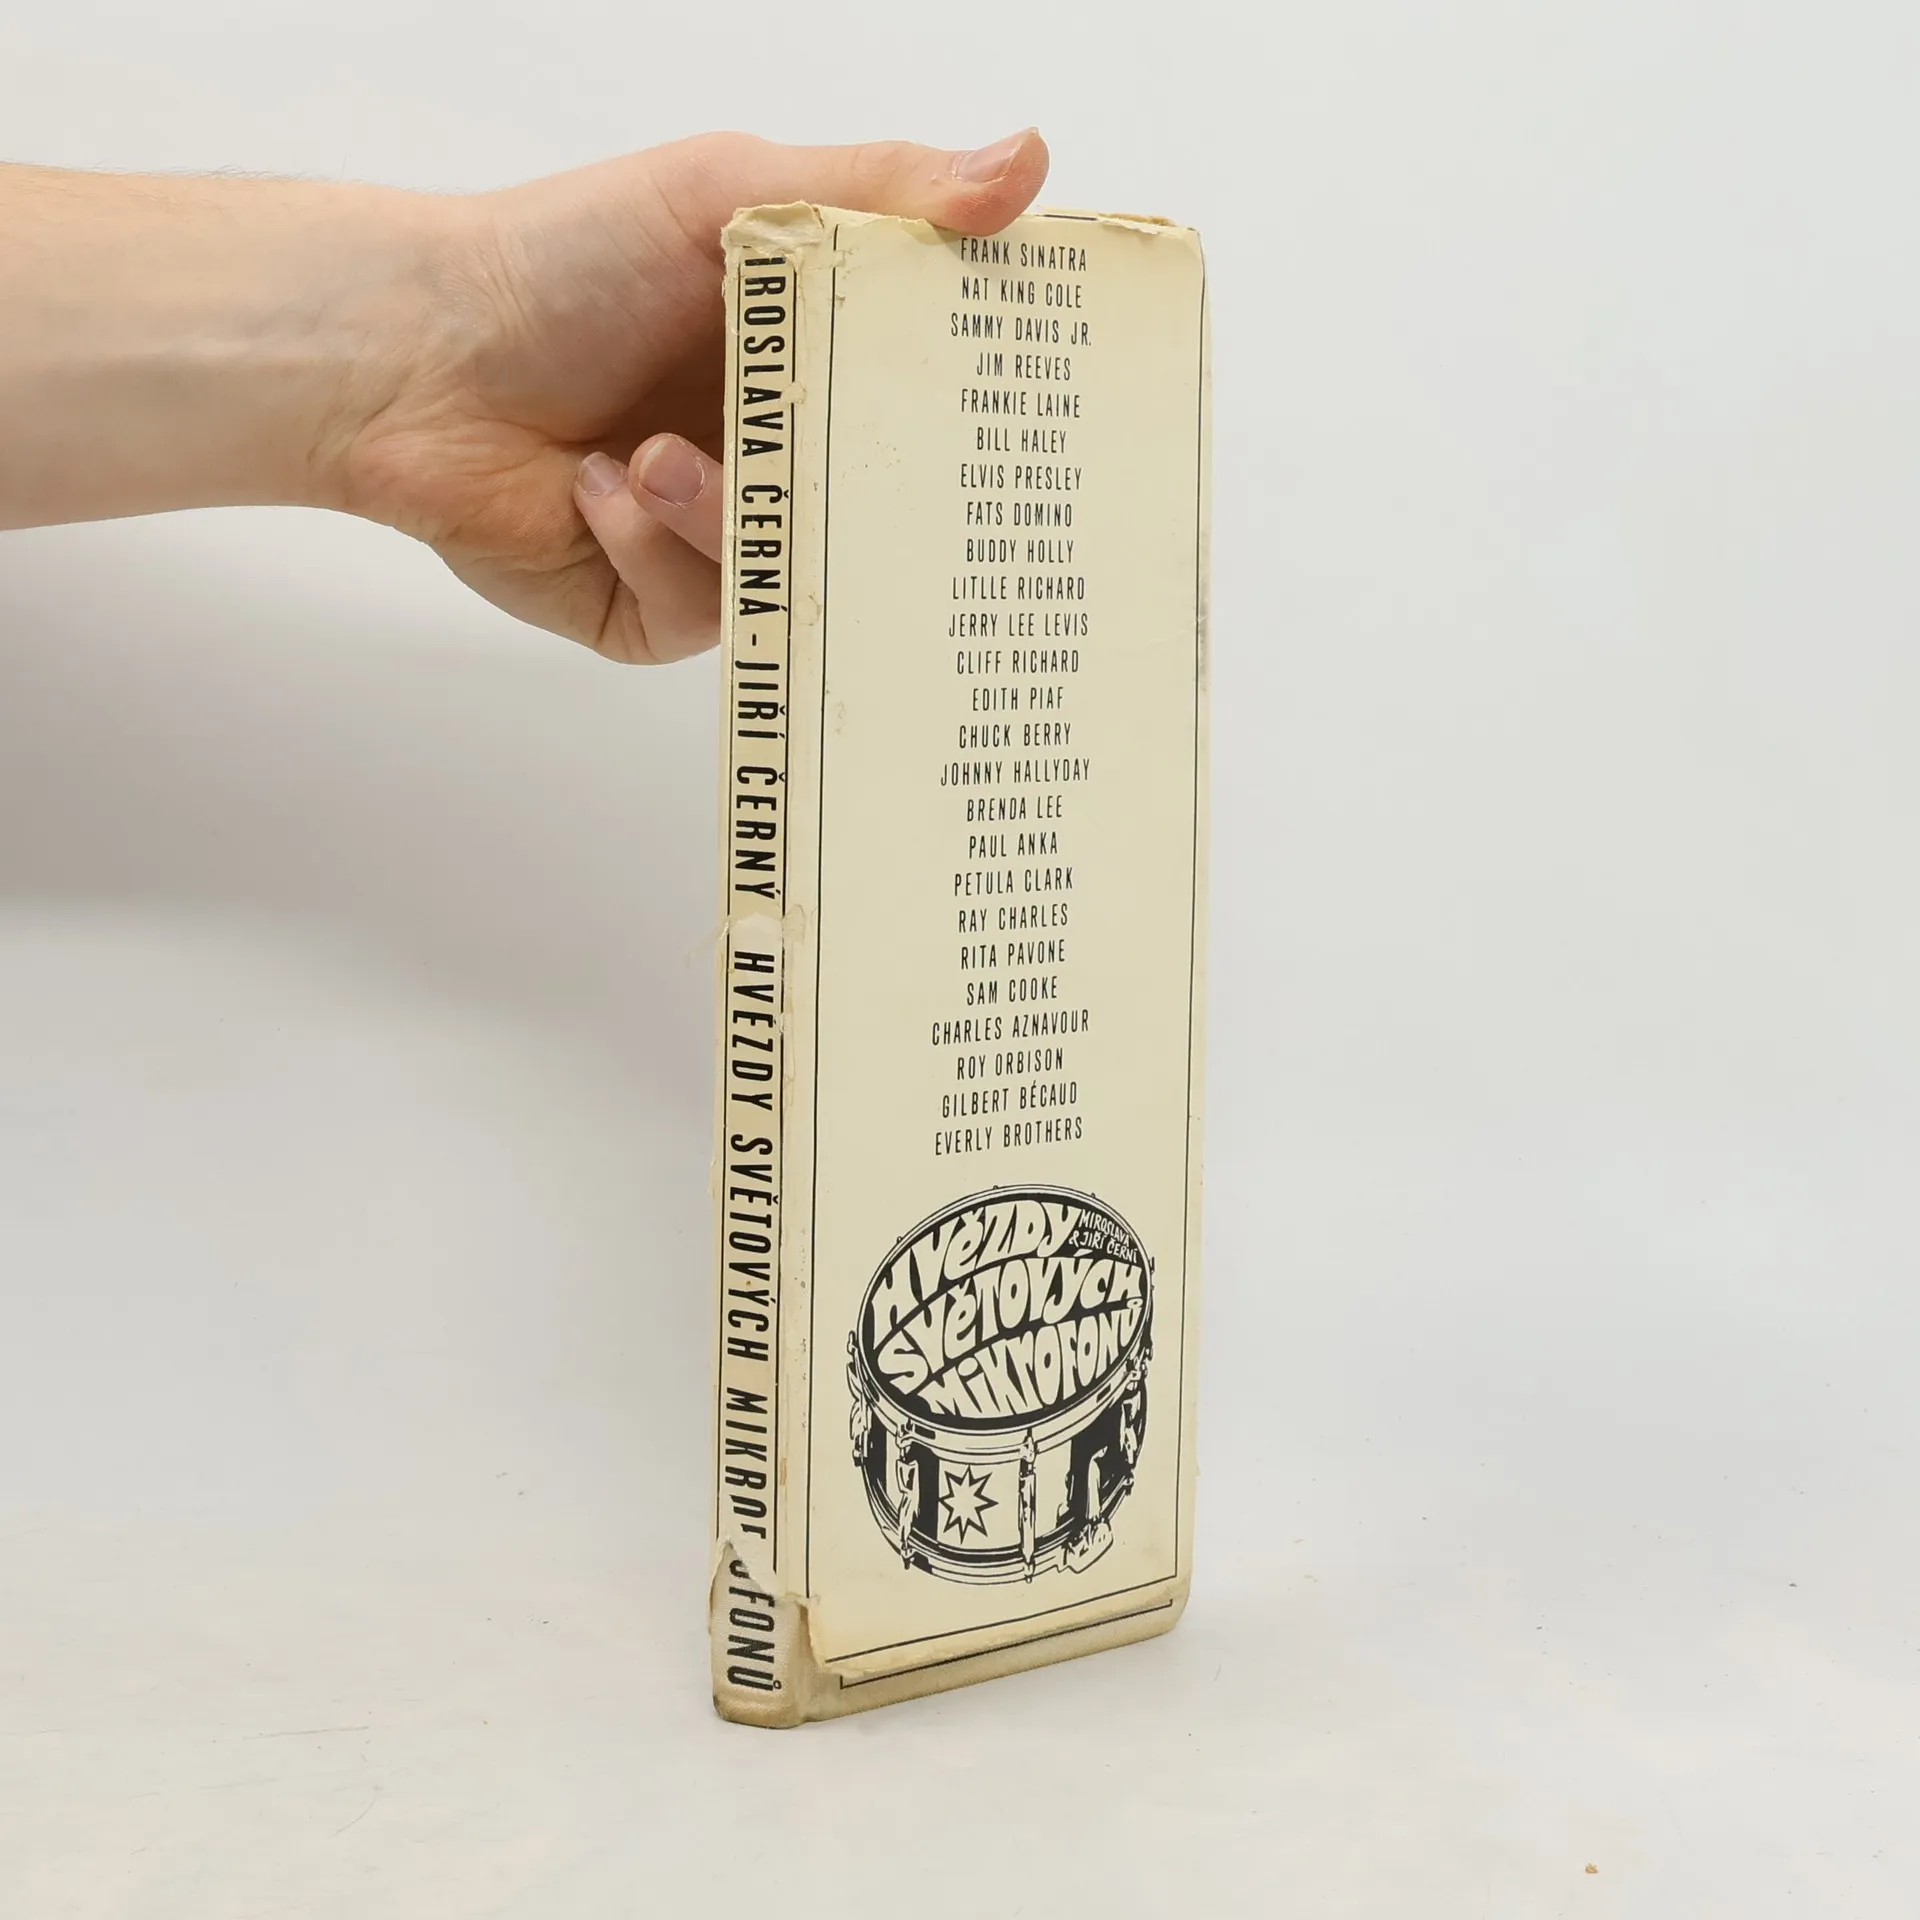 IROSLAVA ČERNÁ - JIŘÍ ČERNÝ HVĚZDY SVĚTOVÝCH MIKROFONŮ
FRANK SINATRA
NAT KING COLE
SAMMY DAVIS JR.
JIM REEVES
FRANKIE LAINE
BILL HALEY
ELVIS PRESLEY
FATS DOMINO
BUDDY HOLLY
LITLLE RICHARD
JERRY LEE LEVIS
CLIFF RICHARD
EDITH PIAF
CHUCK BERRY
JOHNNY HALLYDAY
BRENDA LEE
PAUL ANKA
PETULA CLARK
RAY CHARLES
RITA PAVONE
SAM COOKE
CHARLES AZNAVOUR
ROY ORBISON
GILBERT BÉCAUD
EVERLY BROTHERS
HVĚZDY
MIROSLAVA
& JIŘÍ ČERNÍ
SVĚTOVÝCH
MIKROFONŮ